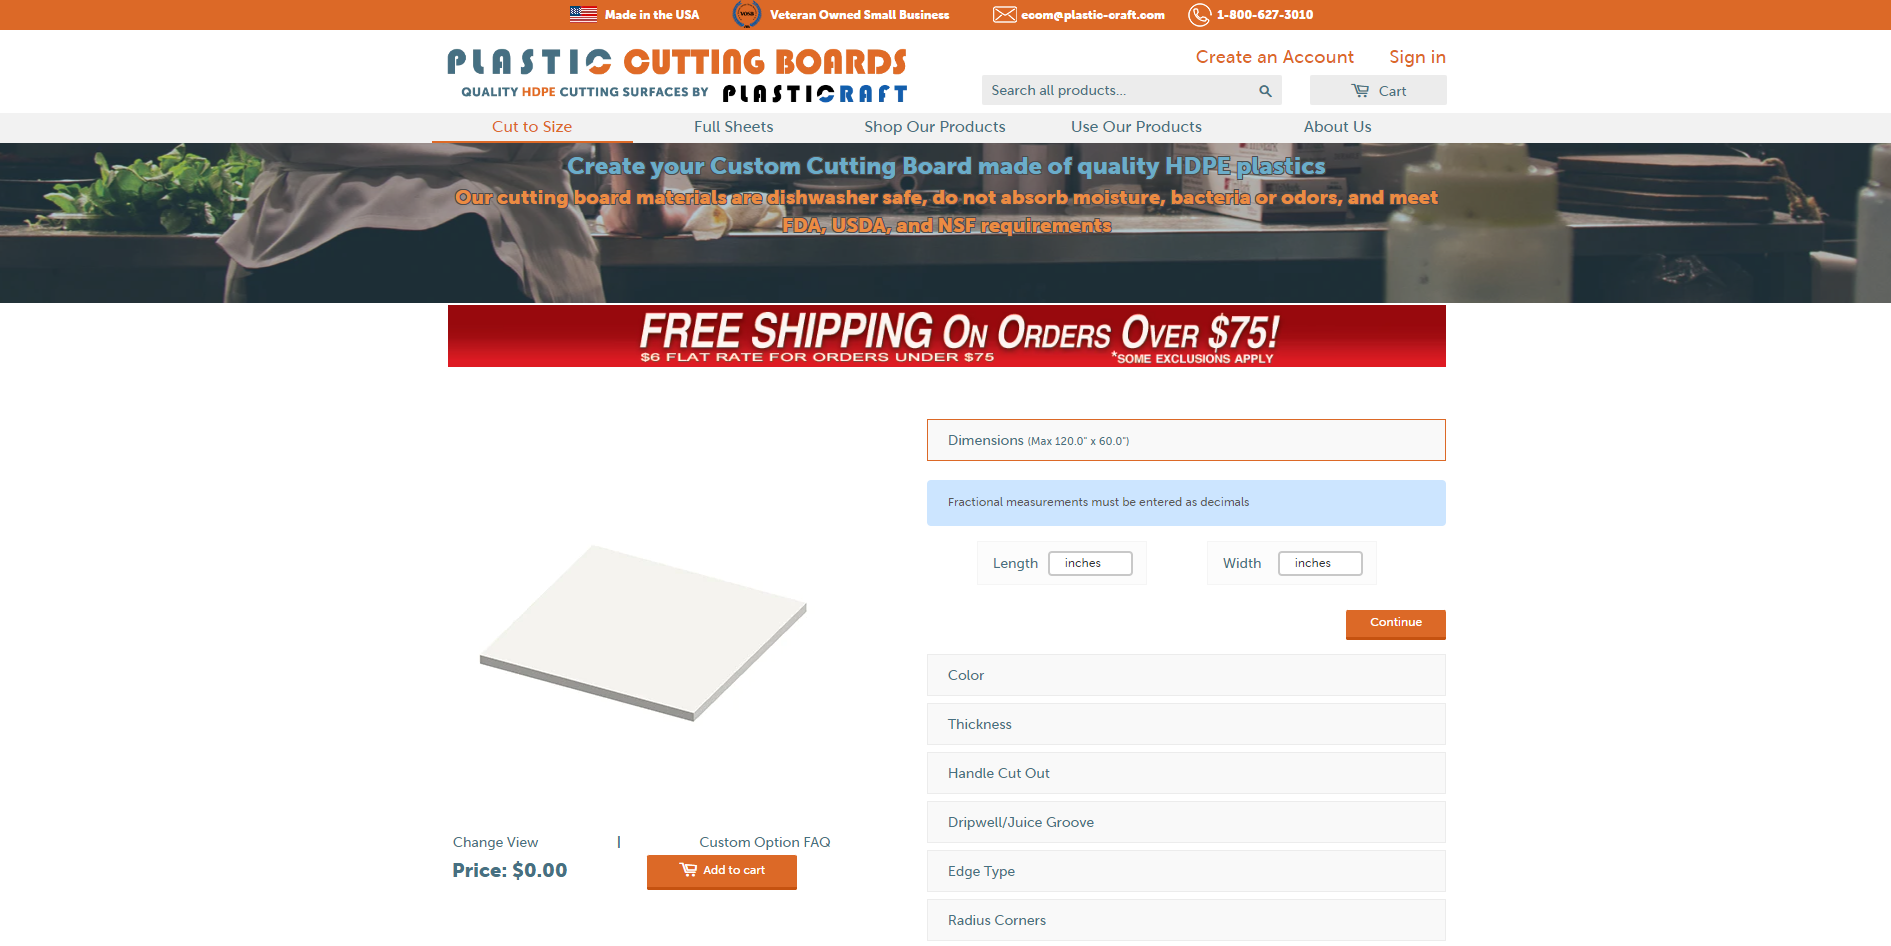 Made in the USA
VOSB
Veteran Owned Small Business
ecom@plastic-craft.com
1-800-627-3010
PLASTIC CUTTING BOARDS
QUALITY HDPE CUTTING SURFACES BY PLASTICRAFT
Create an Account
Sign in
Search all products...
Cart
Cut to Size
Full Sheets
Shop Our Products
Use Our Products
About Us
Create your Custom Cutting Board made of quality HDPE plastics
Our cutting board materials are dishwasher safe, do not absorb moisture, bacteria or odors, and meet
FDA, USDA, and NSF requirements
FREE SHIPPING ON ORDERS OVER $75!
$6 FLAT RATE FOR ORDERS UNDER $75
*SOME EXCLUSIONS APPLY
Dimensions (Max 120.0" x 60.0")
Fractional measurements must be entered as decimals
Length inches
Width inches
Continue
Color
Thickness
Handle Cut Out
Dripwell/Juice Groove
Edge Type
Radius Corners
Change View | Custom Option FAQ
Price: $0.00
Add to cart